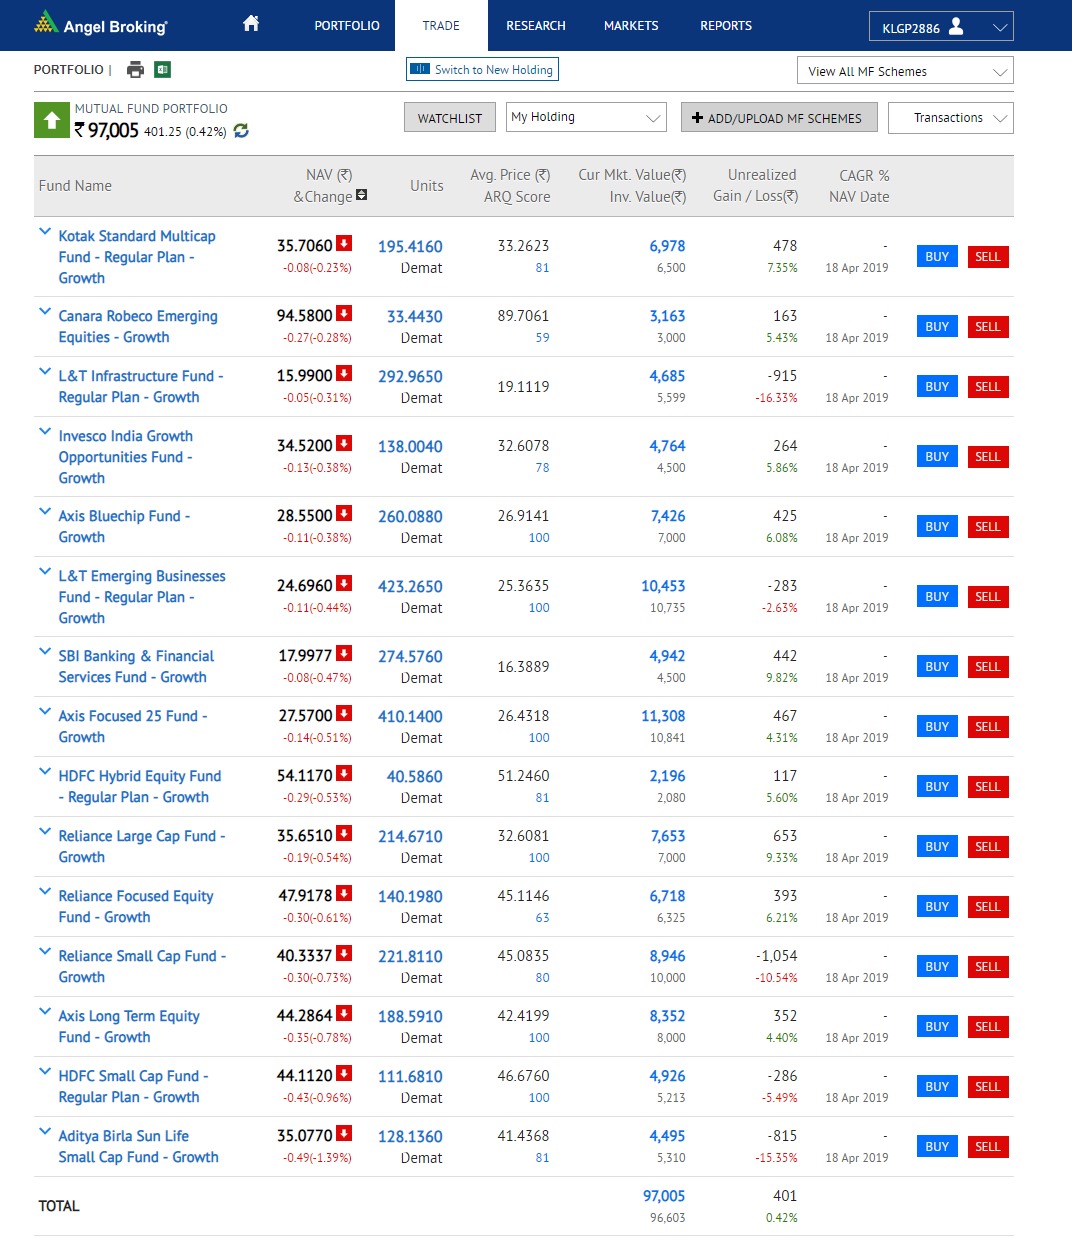 Angel Broking
PORTFOLIO TRADE RESEARCH MARKETS REPORTS KLGP2886
PORTFOLIO | Switch to New Holding View All MF Schemes
MUTUAL FUND PORTFOLIO
₹ 97,005 401.25 (0.42%) WATCHLIST My Holding ADD/UPLOAD MF SCHEMES Transactions
Fund Name NAV (₹) &Change Units Avg. Price (₹) ARQ Score Cur Mkt. Value(₹) Inv. Value(₹) Unrealized Gain / Loss(₹) CAGR % NAV Date
Kotak Standard Multicap 35.7060 195.4160 33.2623 6,978 478 - BUY SELL
Fund - Regular Plan - -0.08(-0.23%) Demat 81 6,500 7.35% 18 Apr 2019
Growth
Canara Robeco Emerging 94.5800 33.4430 89.7061 3,163 163 - BUY SELL
Equities - Growth -0.27(-0.28%) Demat 59 3,000 5.43% 18 Apr 2019
L&T Infrastructure Fund - 15.9900 292.9650 19.1119 4,685 -915 - BUY SELL
Regular Plan - Growth -0.05(-0.31%) Demat 5,599 -16.33% 18 Apr 2019
Invesco India Growth 34.5200 138.0040 32.6078 4,764 264 - BUY SELL
Opportunities Fund - -0.13(-0.38%) Demat 78 4,500 5.86% 18 Apr 2019
Growth
Axis Bluechip Fund - 28.5500 260.0880 26.9141 7,426 425 - BUY SELL
Growth -0.11(-0.38%) Demat 100 7,000 6.08% 18 Apr 2019
L&T Emerging Businesses 24.6960 423.2650 25.3635 10,453 -283 - BUY SELL
Fund - Regular Plan - -0.11(-0.44%) Demat 100 10,735 -2.63% 18 Apr 2019
Growth
SBI Banking & Financial 17.9977 274.5760 16.3889 4,942 442 - BUY SELL
Services Fund - Growth -0.08(-0.47%) Demat 4,500 9.82% 18 Apr 2019
Axis Focused 25 Fund - 27.5700 410.1400 26.4318 11,308 467 - BUY SELL
Growth -0.14(-0.51%) Demat 100 10,841 4.31% 18 Apr 2019
HDFC Hybrid Equity Fund 54.1170 40.5860 51.2460 2,196 117 - BUY SELL
- Regular Plan - Growth -0.29(-0.53%) Demat 81 2,080 5.60% 18 Apr 2019
Reliance Large Cap Fund - 35.6510 214.6710 32.6081 7,653 653 - BUY SELL
Growth -0.19(-0.54%) Demat 100 7,000 9.33% 18 Apr 2019
Reliance Focused Equity 47.9178 140.1980 45.1146 6,718 393 - BUY SELL
Fund - Growth -0.30(-0.61%) Demat 63 6,325 6.21% 18 Apr 2019
Reliance Small Cap Fund - 40.3337 221.8110 45.0835 8,946 -1,054 - BUY SELL
Growth -0.30(-0.73%) Demat 80 10,000 -10.54% 18 Apr 2019
Axis Long Term Equity 44.2864 188.5910 42.4199 8,352 352 - BUY SELL
Fund - Growth -0.35(-0.78%) Demat 100 8,000 4.40% 18 Apr 2019
HDFC Small Cap Fund - 44.1120 111.6810 46.6760 4,926 -286 - BUY SELL
Regular Plan - Growth -0.43(-0.96%) Demat 100 5,213 -5.49% 18 Apr 2019
Aditya Birla Sun Life 35.0770 128.1360 41.4368 4,495 -815 - BUY SELL
Small Cap Fund - Growth -0.49(-1.39%) Demat 81 5,310 -15.35% 18 Apr 2019
TOTAL 97,005 401
96,603 0.42%